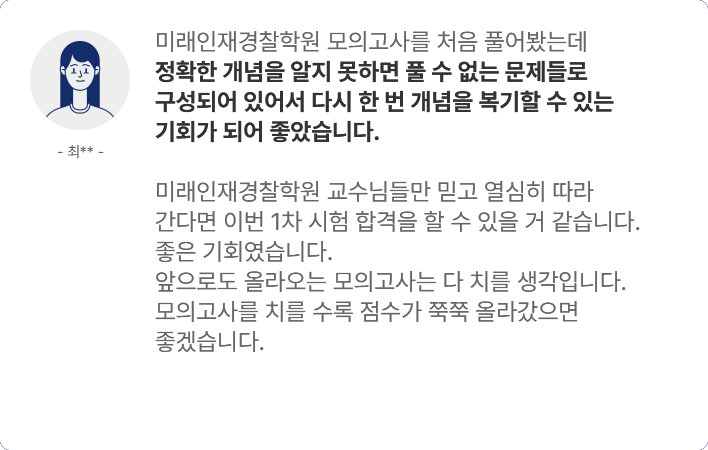 미래인재경찰학원 모의고사를 처음 풀어봤는데
정확한 개념을 알지 못하면 풀 수 없는 문제들로
구성되어 있어서 다시 한 번 개념을 복기할 수 있는
기회가 되어 좋았습니다.
- 최** -
미래인재경찰학원 교수님들만 믿고 열심히 따라
간다면 이번 1차 시험 합격을 할 수 있을 거 같습니다.
좋은 기회였습니다.
앞으로도 올라오는 모의고사는 다 치를 생각입니다.
모의고사를 치를 수록 점수가 쭉쭉 올라갔으면
좋겠습니다.